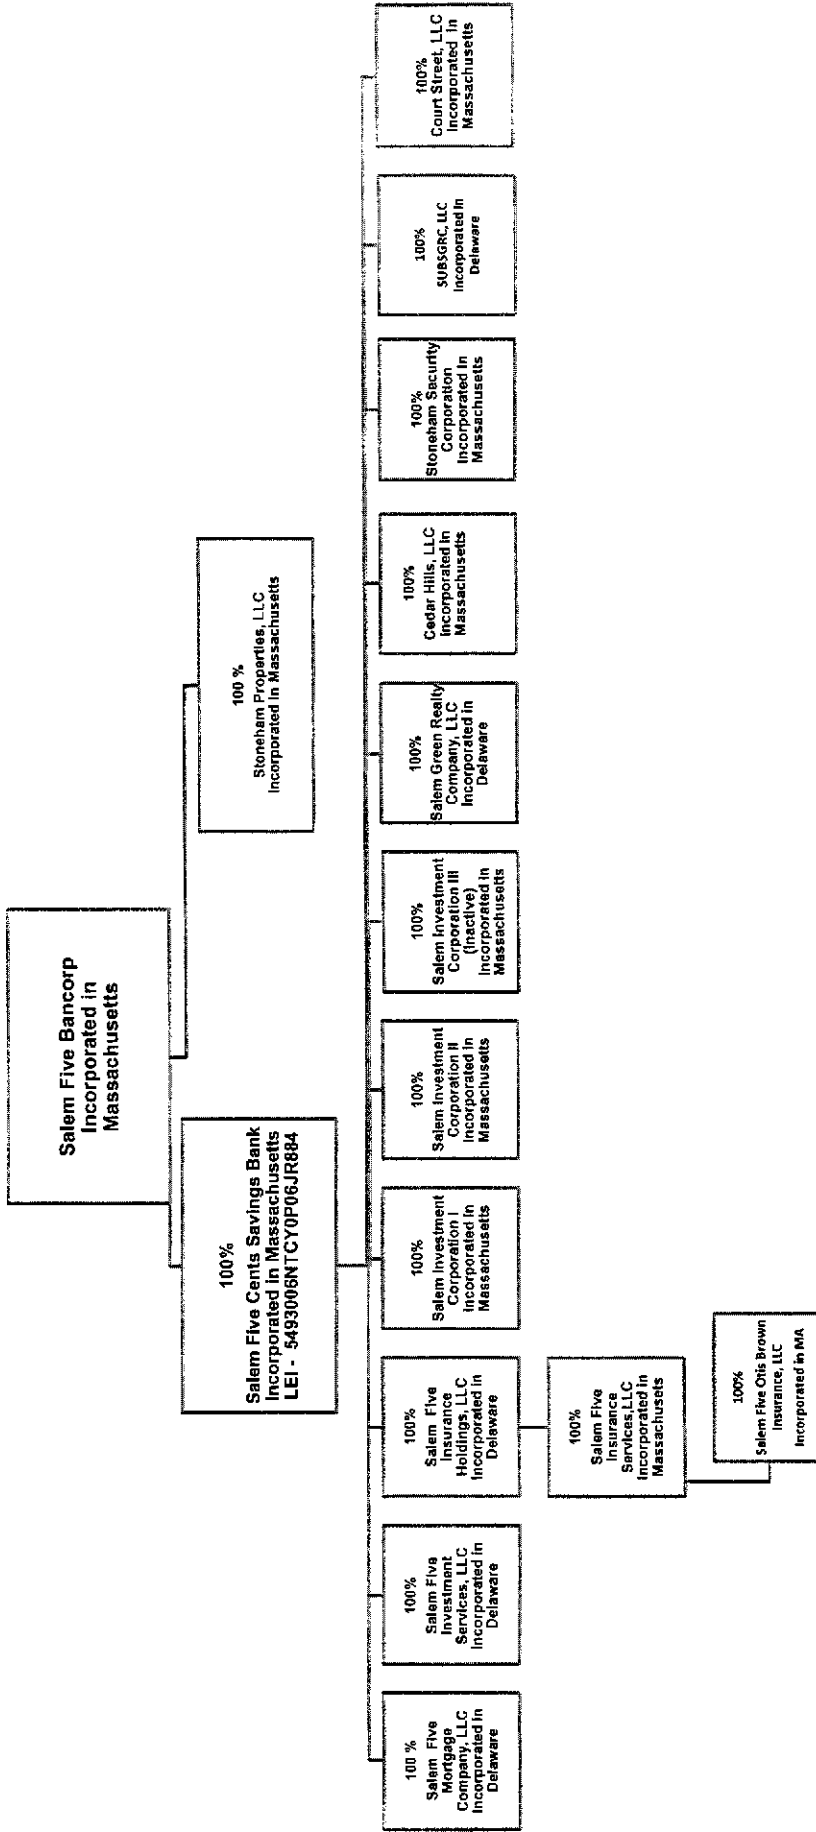 Salem Five Bancorp
Incorporated in
Massachusetts
100%
Salem Five Cents Savings Bank
Incorporated in Massachusetts
LEI - 5493006NTCY0P06JR884
100 %
Stoneham Properties, LLC
Incorporated in Massachusetts
100 %
Salem Five
Mortgage
Company, LLC
Incorporated in
Delaware
100%
Salem Five
Investment
Services, LLC
Incorporated in
Delaware
100%
Salem Five
Insurance
Holdings, LLC
Incorporated in
Delaware
100%
Salem Investment
Corporation I
Incorporated in
Massachusetts
100%
Salem Investment
Corporation II
Incorporated in
Massachusetts
100%
Salem Investment
Corporation III
(Inactive)
Incorporated in
Massachusetts
100%
Salem Green Realty
Company, LLC
Incorporated in
Delaware
100%
Cedar Hills, LLC
Incorporated in
Massachusetts
100%
Stoneham Security
Corporation
Incorporated in
Massachusetts
100%
SUBSGRC, LLC
Incorporated in
Delaware
100%
Court Street, LLC
Incorporated in
Massachusetts
100%
Salem Five
Insurance
Services,LLC
Incorporated in
Massachusets
100%
Salem Five Otis Brown
Insurance, LLC
Incorporated in MA